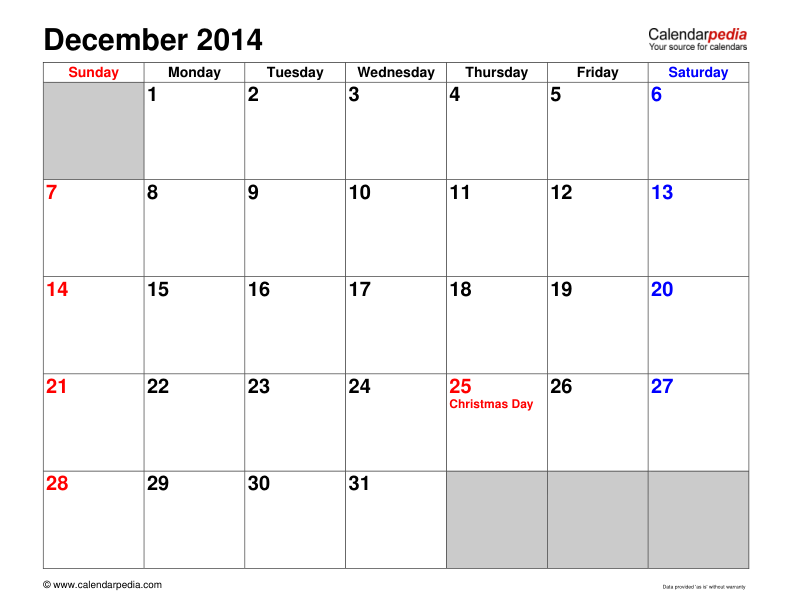 December 2014
Calendarpedia
Your source for calendars
Sunday Monday Tuesday Wednesday Thursday Friday Saturday
1 2 3 4 5 6
7 8 9 10 11 12 13
14 15 16 17 18 19 20
21 22 23 24 25 26 27
Christmas Day
28 29 30 31
© www.calendarpedia.com
Data provided 'as is' without warranty